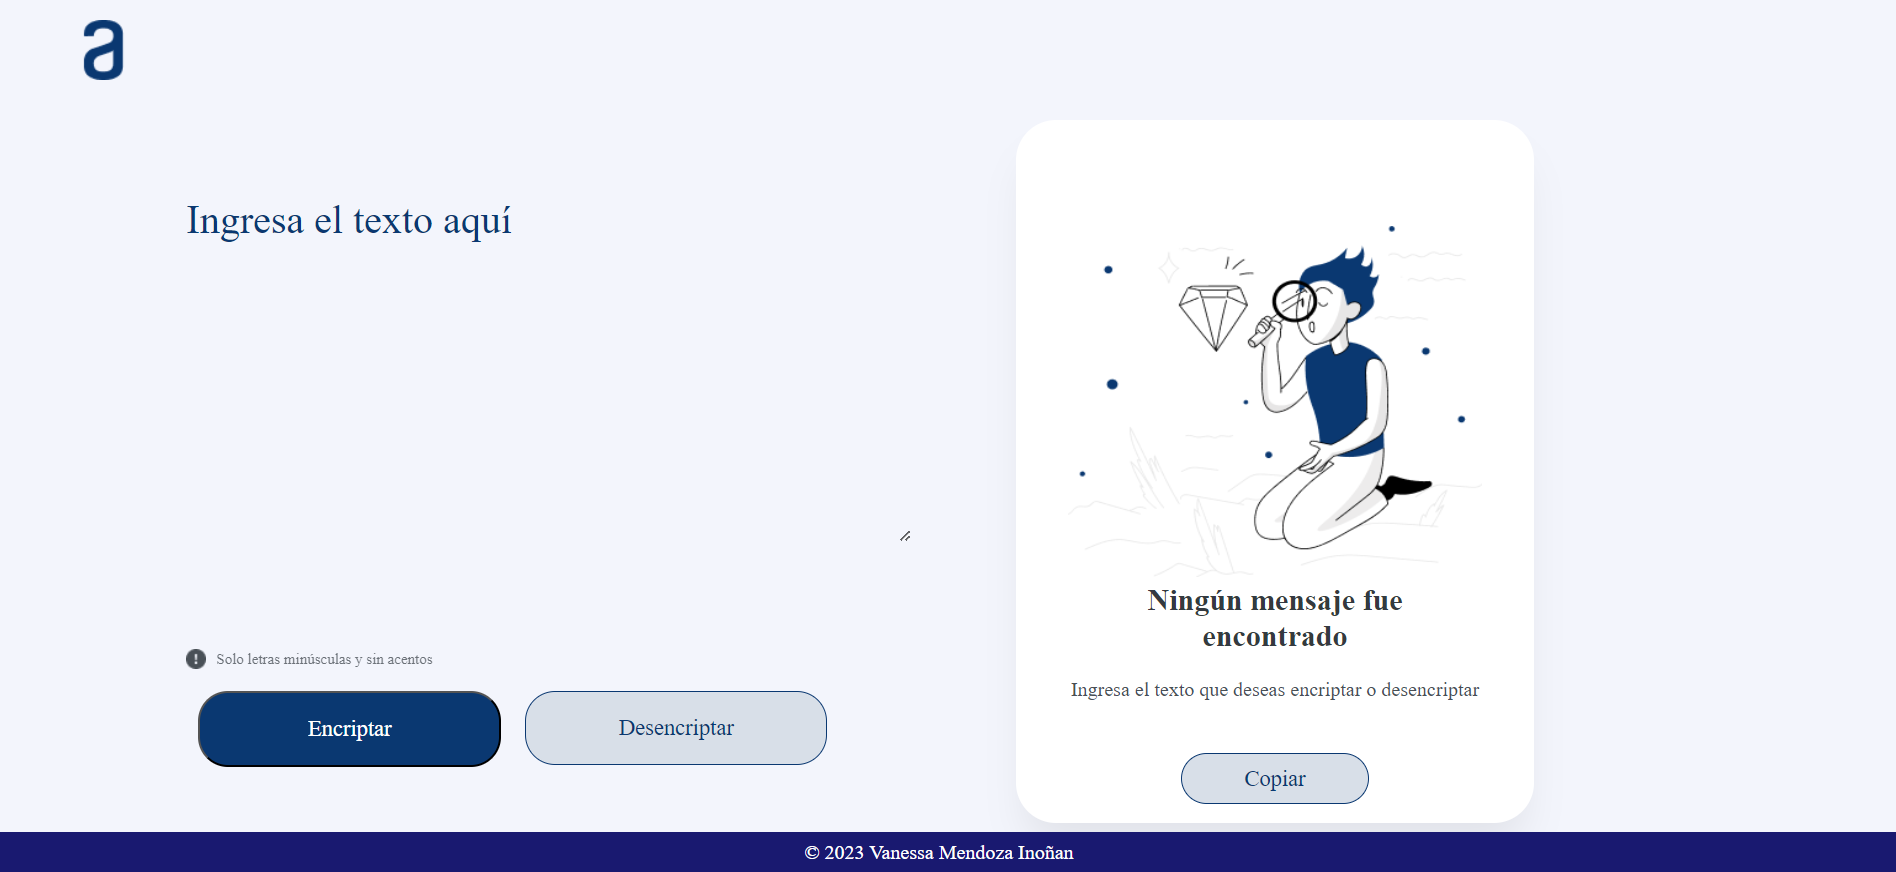 a
Ingresa el texto aquí
Solo letras minúsculas y sin acentos
Encriptar
Desencriptar
Ningún mensaje fue
encontrado
Ingresa el texto que deseas encriptar o desencriptar
Copiar
© 2023 Vanessa Mendoza Inoñan